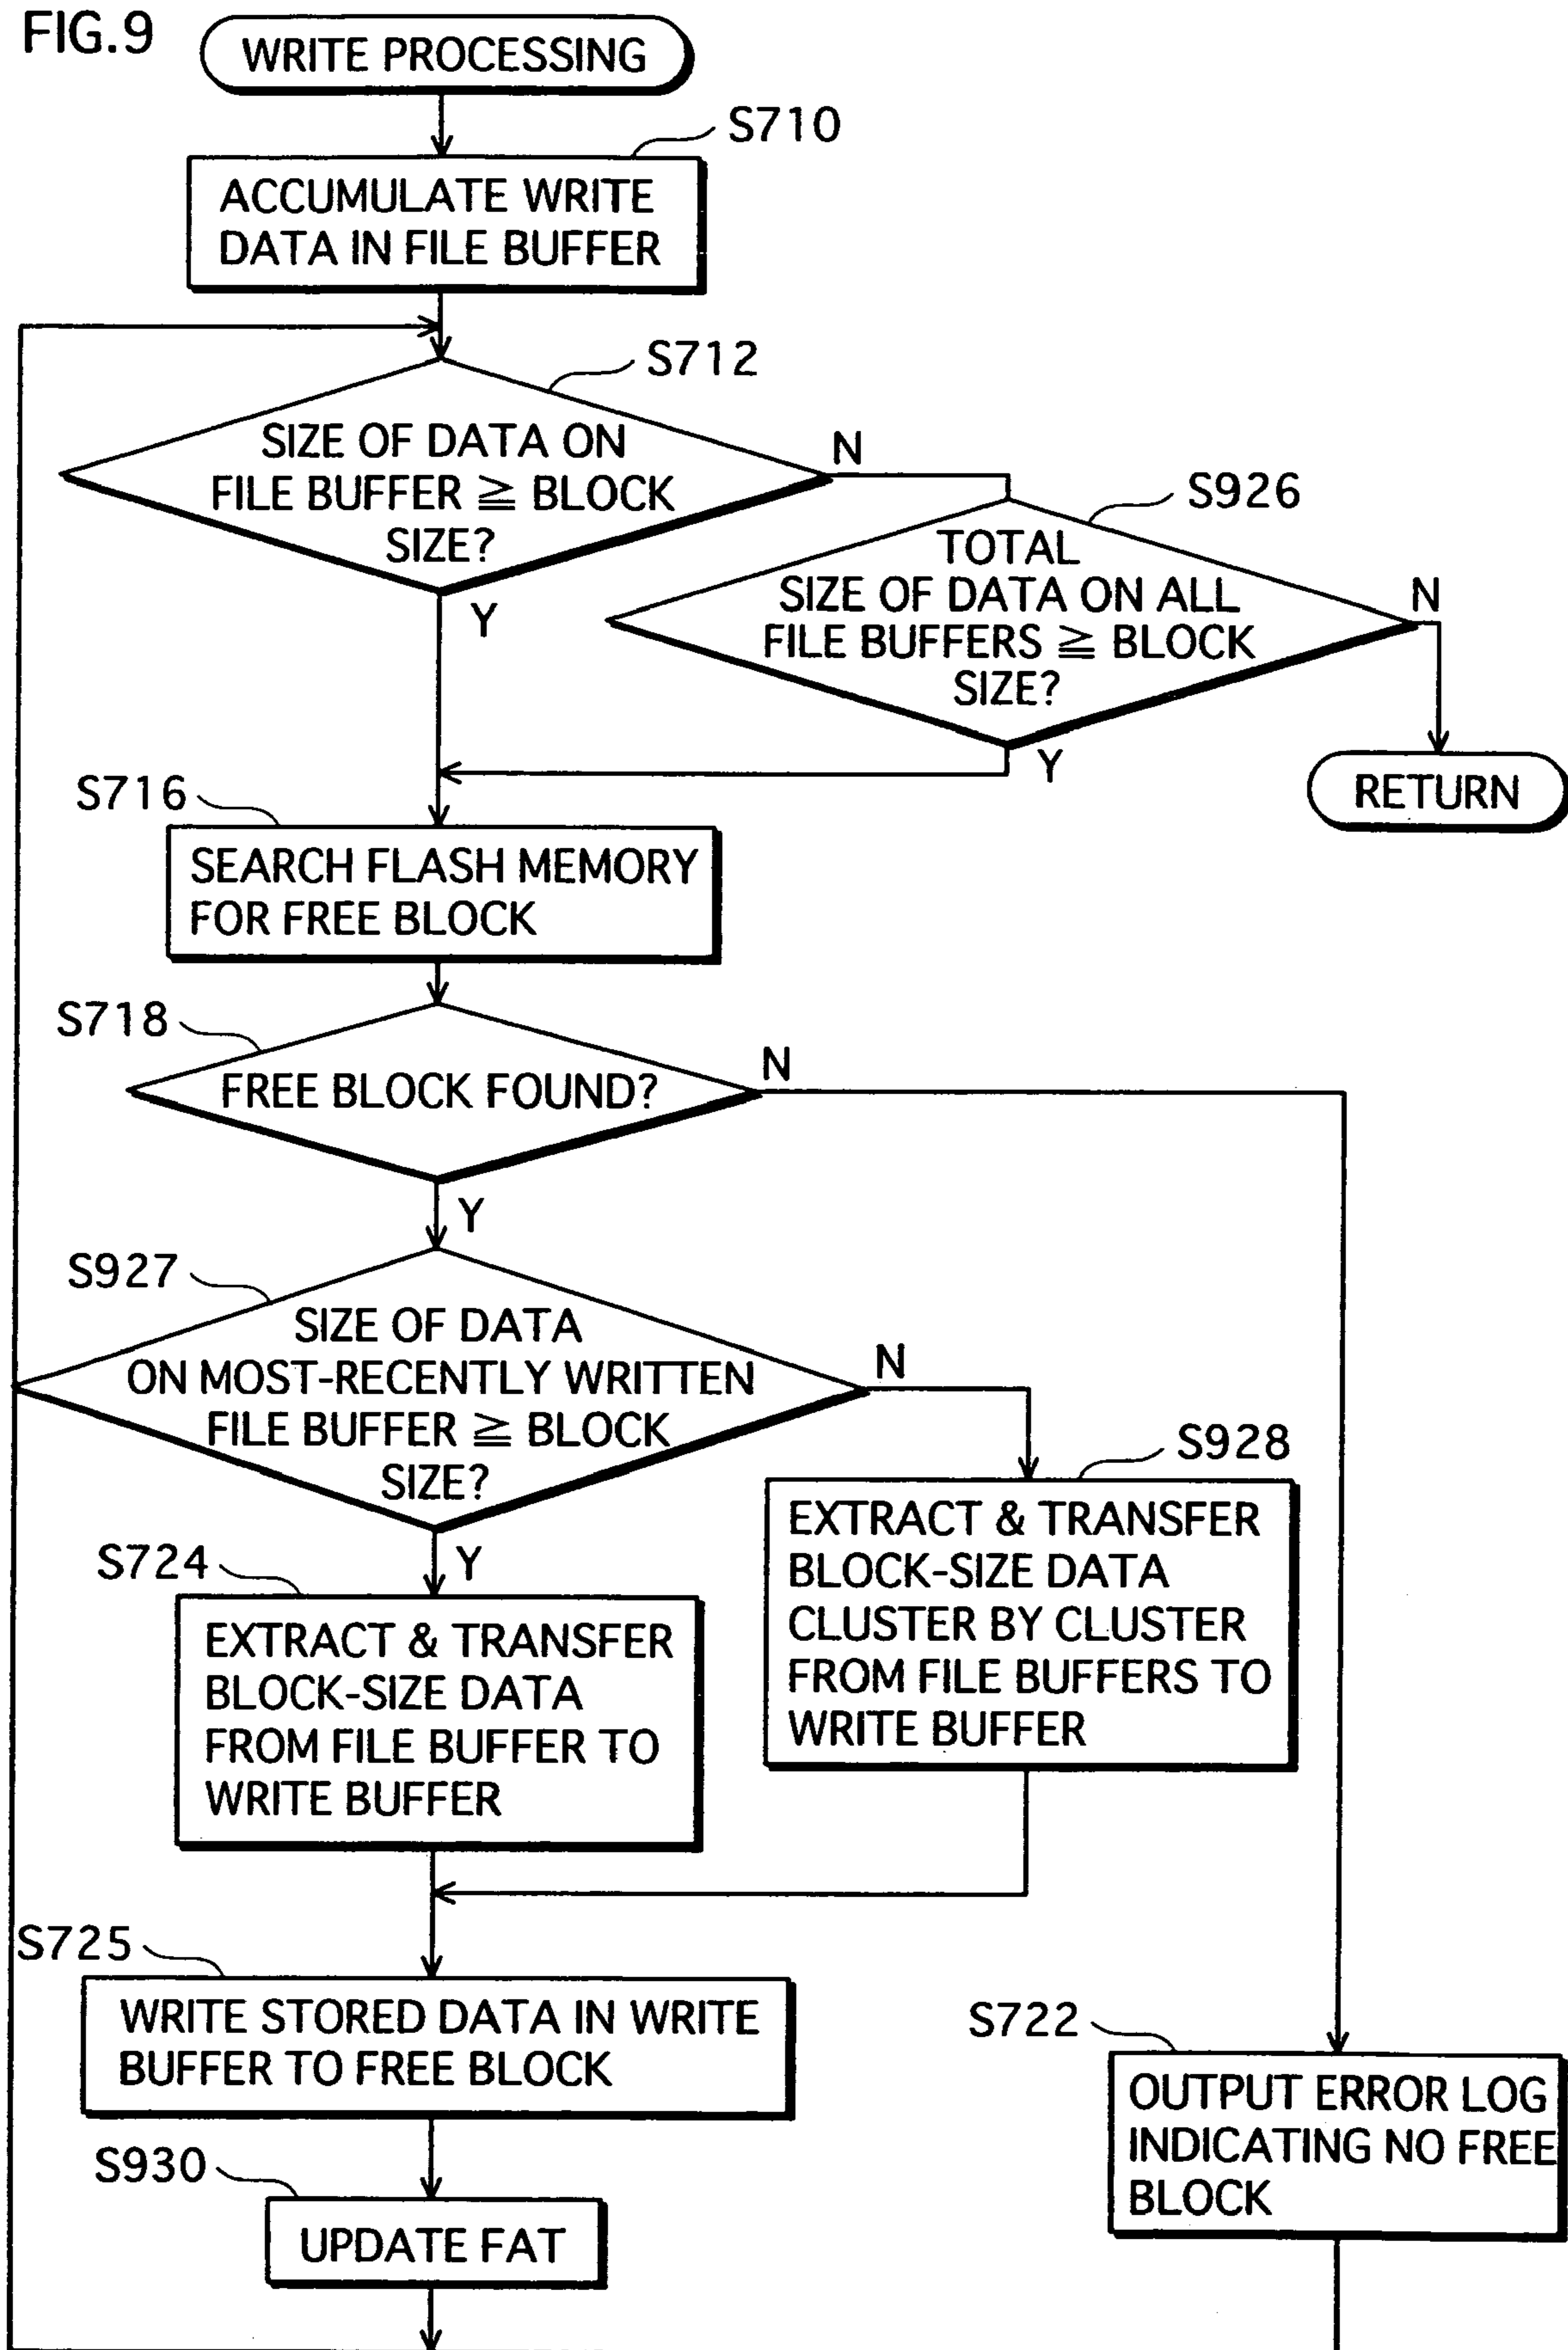 FIG.9
WRITE PROCESSING
S710
ACCUMULATE WRITE
DATA IN FILE BUFFER
S712
SIZE OF DATA ON
FILE BUFFER ≧ BLOCK
SIZE?
N
Y
S926
TOTAL
SIZE OF DATA ON ALL
FILE BUFFERS ≧ BLOCK
SIZE?
N
Y
RETURN
S716
SEARCH FLASH MEMORY
FOR FREE BLOCK
S718
FREE BLOCK FOUND?
N
Y
S927
SIZE OF DATA
ON MOST-RECENTLY WRITTEN
FILE BUFFER ≧ BLOCK
SIZE?
N
Y
S928
EXTRACT & TRANSFER
BLOCK-SIZE DATA
CLUSTER BY CLUSTER
FROM FILE BUFFERS TO
WRITE BUFFER
S724
EXTRACT & TRANSFER
BLOCK-SIZE DATA
FROM FILE BUFFER TO
WRITE BUFFER
S725
WRITE STORED DATA IN WRITE
BUFFER TO FREE BLOCK
S722
OUTPUT ERROR LOG
INDICATING NO FREE
BLOCK
S930
UPDATE FAT